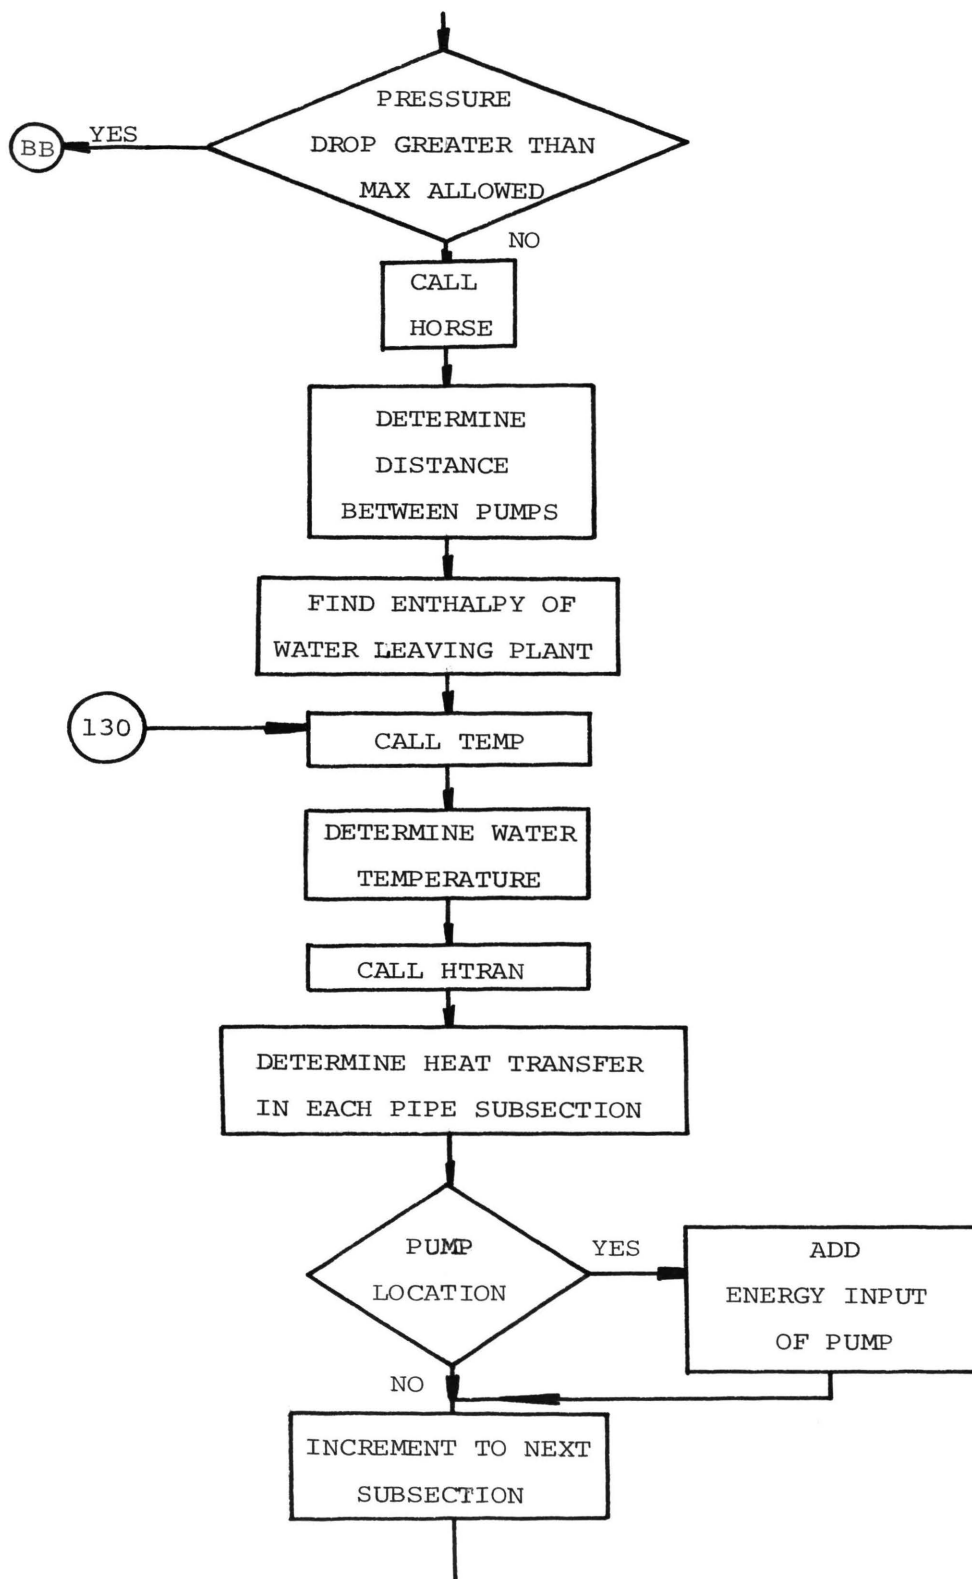 PRESSURE
DROP GREATER THAN
MAX ALLOWED
YES
BB
NO
CALL
HORSE
DETERMINE
DISTANCE
BETWEEN PUMPS
FIND ENTHALPY OF
WATER LEAVING PLANT
130
CALL TEMP
DETERMINE WATER
TEMPERATURE
CALL HTRAN
DETERMINE HEAT TRANSFER
IN EACH PIPE SUBSECTION
PUMP
LOCATION
YES
ADD
ENERGY INPUT
OF PUMP
NO
INCREMENT TO NEXT
SUBSECTION